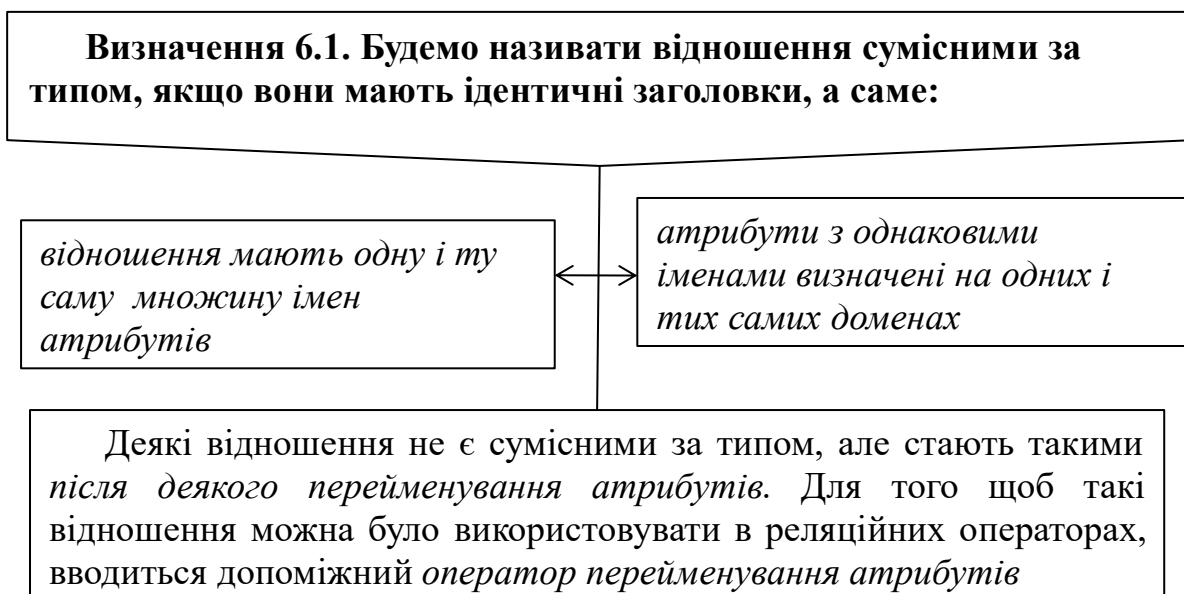 Визначення 6.1. Будемо називати відношення сумісними за
типом, якщо вони мають ідентичні заголовки, а саме:
відношення мають одну і ту
саму множину імен
атрибутів
атрибути з однаковими
іменами визначені на одних і
тих самих доменах
Деякі відношення не є сумісними за типом, але стають такими
після деякого перейменування атрибутів. Для того щоб такі
відношення можна було використовувати в реляційних операторах,
вводиться допоміжний оператор перейменування атрибутів